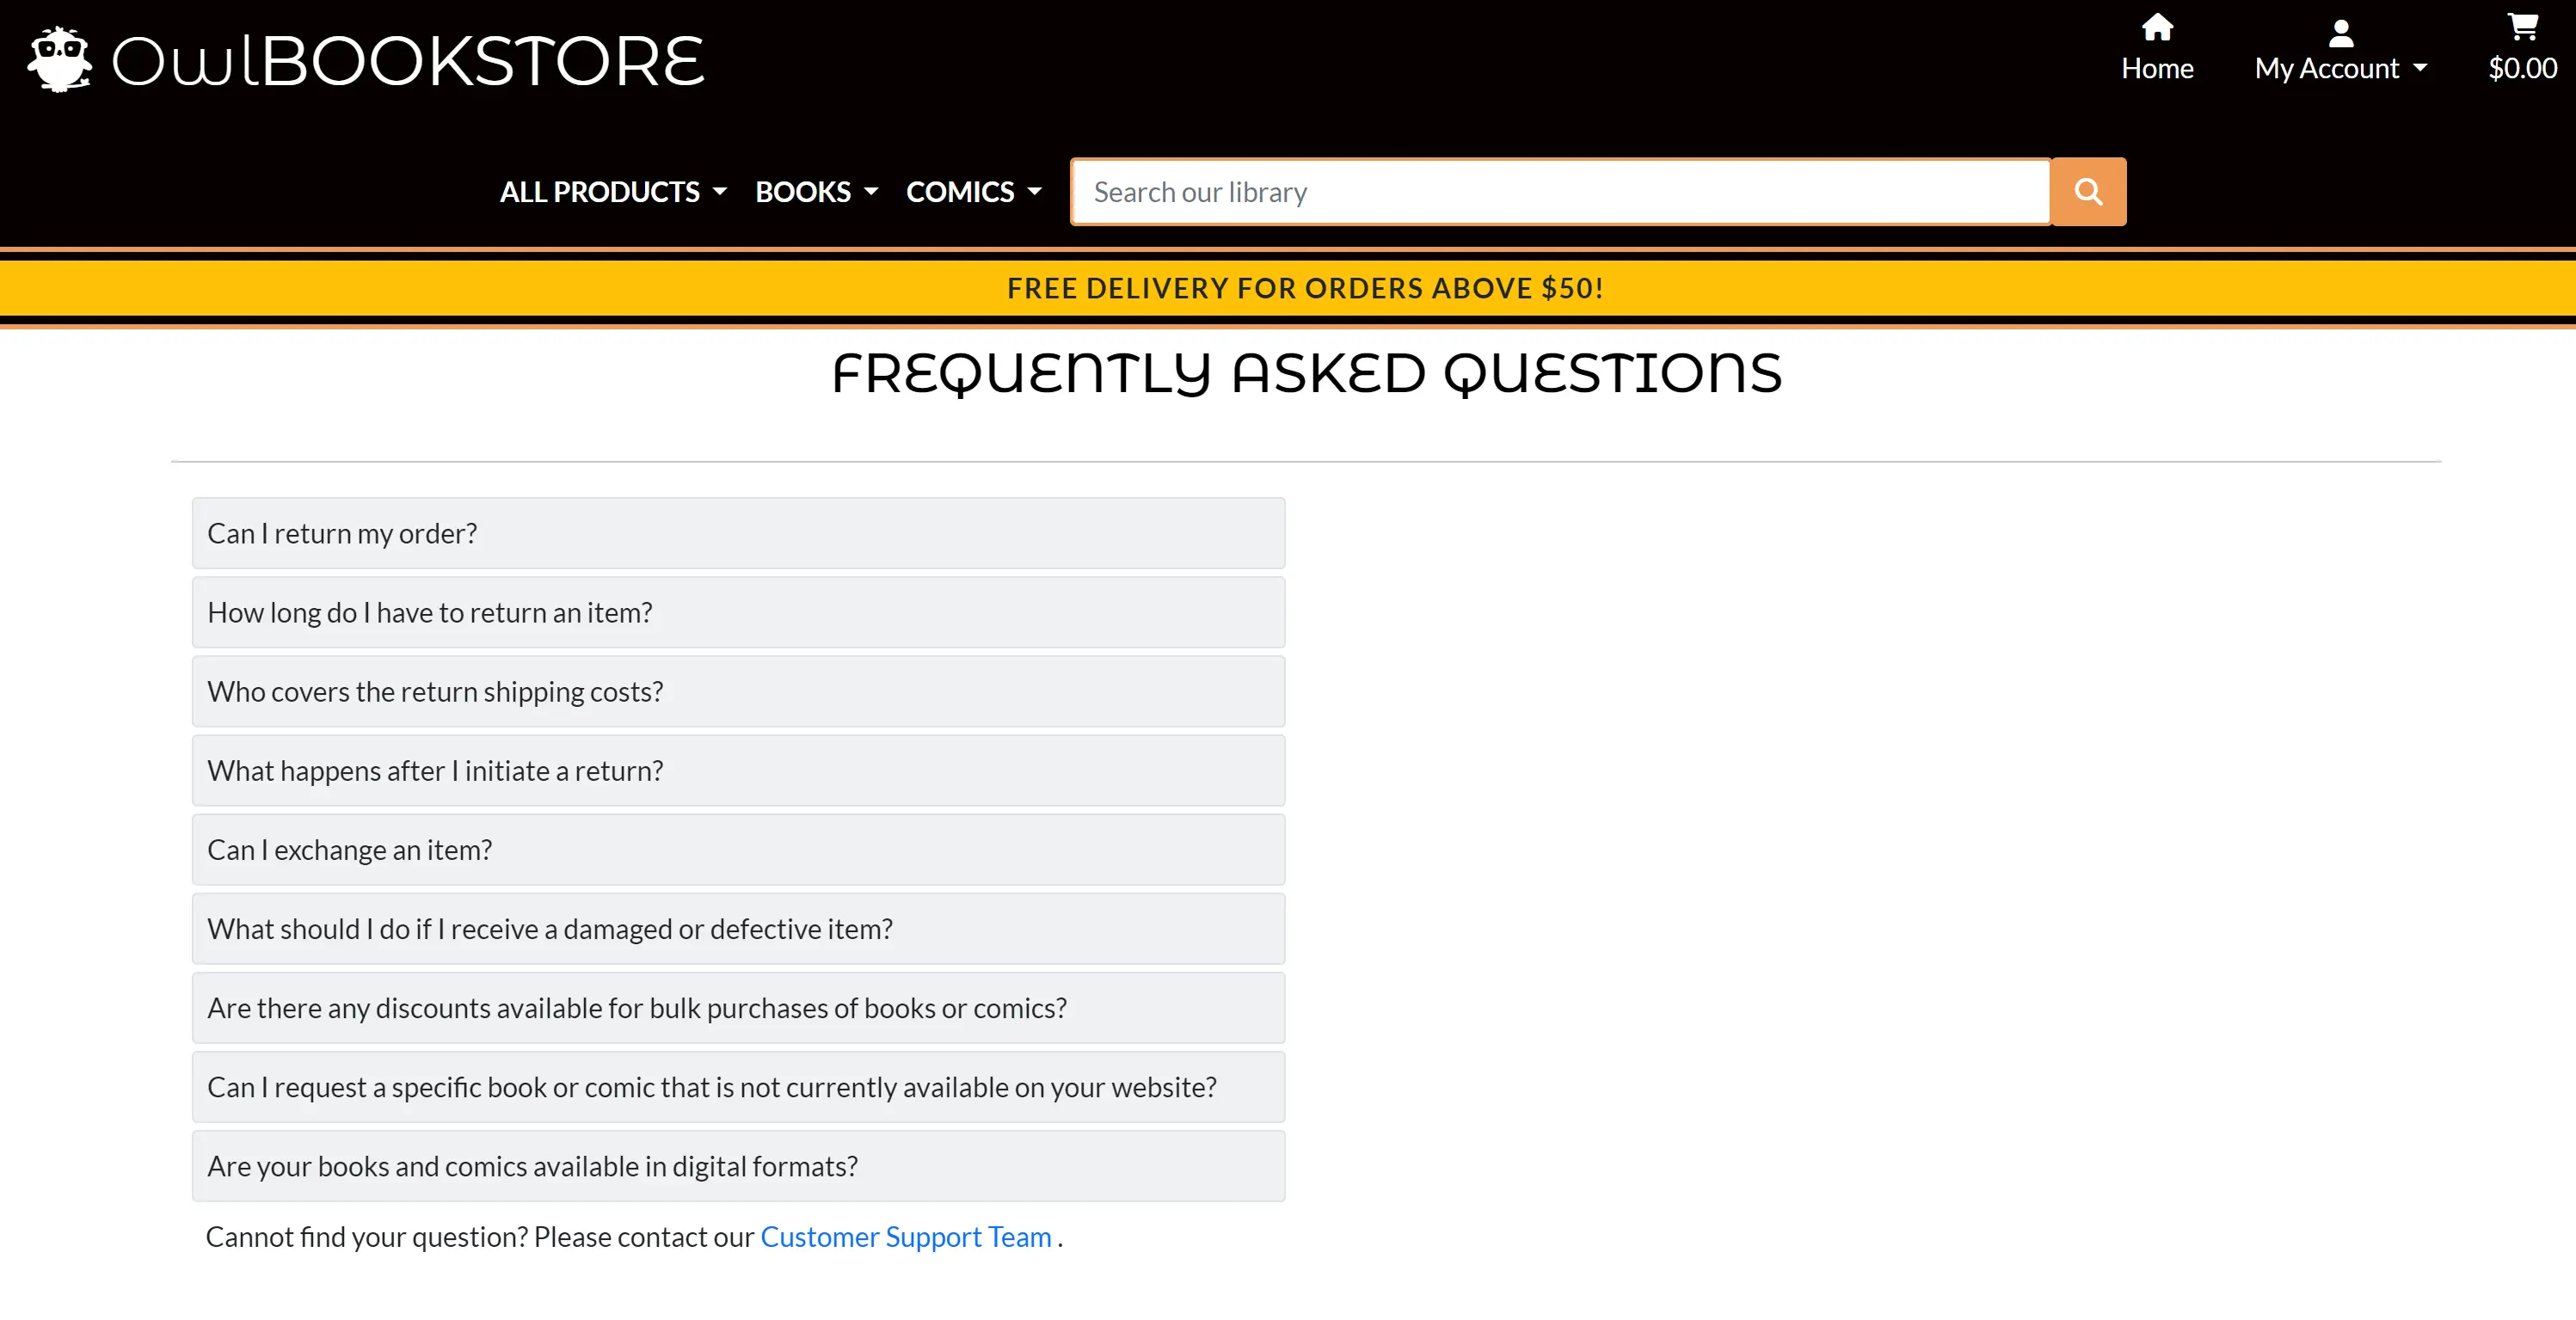 OwlBOOKSTORE
Home
My Account
$0.00
ALL PRODUCTS
BOOKS
COMICS
Search our library
FREE DELIVERY FOR ORDERS ABOVE $50!
FREQUENTLY ASKED QUESTIONS
Can I return my order?
How long do I have to return an item?
Who covers the return shipping costs?
What happens after I initiate a return?
Can I exchange an item?
What should I do if I receive a damaged or defective item?
Are there any discounts available for bulk purchases of books or comics?
Can I request a specific book or comic that is not currently available on your website?
Are your books and comics available in digital formats?
Cannot find your question? Please contact our Customer Support Team .